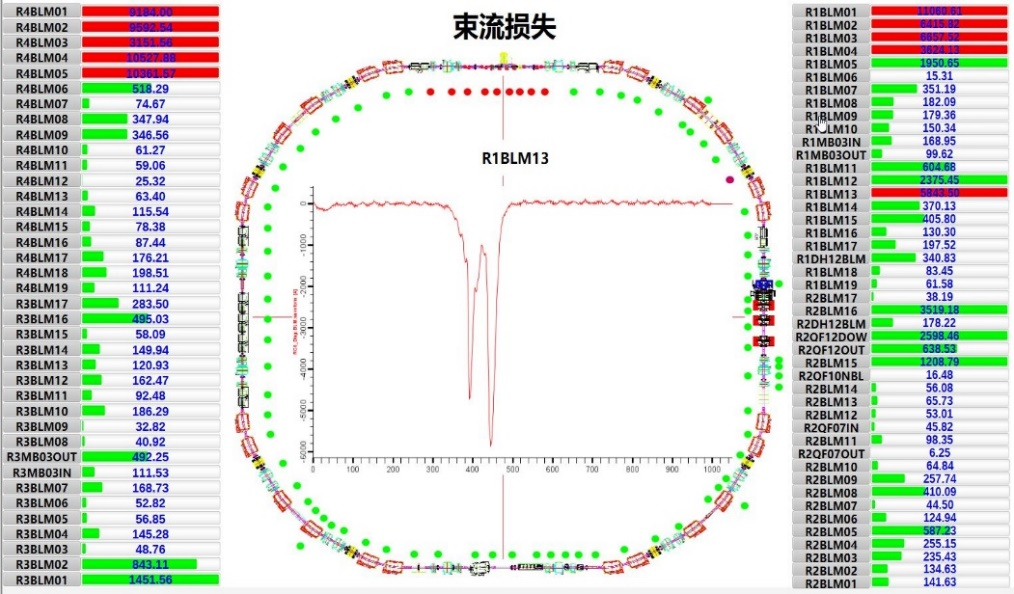 束流损失
R4BLM01 9184.00
R4BLM02 9592.54
R4BLM03 3151.56
R4BLM04 10527.88
R4BLM05 10361.57
R4BLM06 518.29
R4BLM07 74.67
R4BLM08 347.94
R4BLM09 346.56
R4BLM10 61.27
R4BLM11 59.06
R4BLM12 25.32
R4BLM13 63.40
R4BLM14 115.54
R4BLM15 78.38
R4BLM16 87.44
R4BLM17 176.21
R4BLM18 198.51
R4BLM19 111.24
R3BLM17 283.50
R3BLM16 495.03
R3BLM15 58.09
R3BLM14 149.94
R3BLM13 120.93
R3BLM12 162.47
R3BLM11 92.48
R3BLM10 186.29
R3BLM09 32.82
R3BLM08 40.92
R3MB03OUT 492.25
R3MB03IN 111.53
R3BLM07 168.73
R3BLM06 52.82
R3BLM05 56.85
R3BLM04 145.28
R3BLM03 48.76
R3BLM02 843.11
R3BLM01 1451.56
R1BLM13
0
-1000
-2000
-3000
-4000
-5000
-6000
0 100 200 300 400 500 600 700 800 900 1000
R1BLM01 11069.61
R1BLM02 6415.82
R1BLM03 6657.52
R1BLM04 3624.13
R1BLM05 1950.65
R1BLM06 15.31
R1BLM07 351.19
R1BLM08 182.09
R1BLM09 179.36
R1BLM10 150.34
R1MB03IN 168.95
R1MB03OUT 99.62
R1BLM11 604.68
R1BLM12 2375.45
R1BLM13 5843.50
R1BLM14 370.13
R1BLM15 405.80
R1BLM16 130.30
R1BLM17 197.52
R1DH12BLM 340.83
R1BLM18 83.45
R1BLM19 61.58
R2BLM17 38.19
R2BLM16 3519.18
R2DH12BLM 178.22
R2QF12DOW 2598.46
R2QF12OUT 638.53
R2BLM15 1208.79
R2QF10NBL 16.48
R2BLM14 56.08
R2BLM13 65.73
R2BLM12 53.01
R2QF07IN 45.82
R2BLM11 98.35
R2QF07OUT 6.25
R2BLM10 64.84
R2BLM09 257.74
R2BLM08 410.09
R2BLM07 44.50
R2BLM06 124.94
R2BLM05 587.23
R2BLM04 255.15
R2BLM03 235.43
R2BLM02 134.63
R2BLM01 141.63